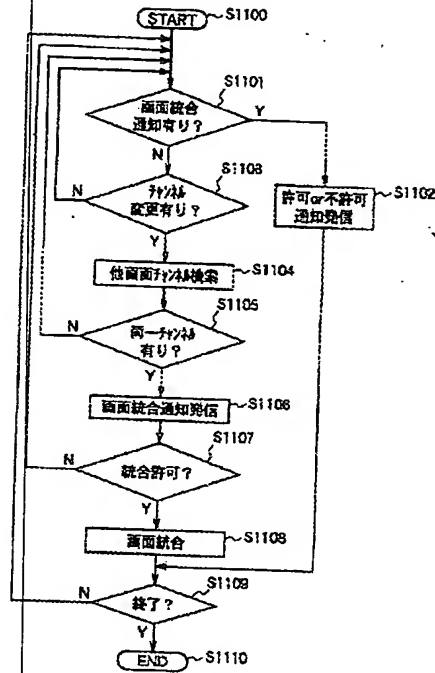 START
S1100
S1101
画面統合
通知有り？
Y
N
S1103
チャンネル
変更有り？
N
Y
許可or不許可
通知発信
S1102
他画面チャンネル検索
S1104
S1105
同一チャンネル
有り？
N
Y
画面統合通知発信
S1106
S1107
統合許可？
N
Y
画面統合
S1108
S1109
終了？
N
Y
END
S1110